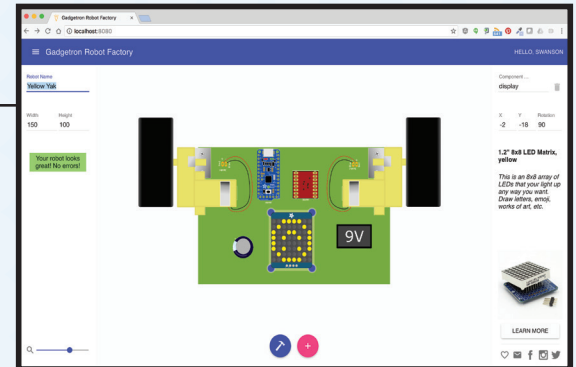 Gadgetron Robot Factory
localhost:8080
Gadgetron Robot Factory
HELLO, SWANSON
Robot Name
Yellow Yak
Width Height
150 100
Your robot looks
great! No errors!
9V
Component ...
display
X Y Rotation
-2 -18 90
1.2" 8x8 LED Matrix,
yellow
This is an 8x8 array of
LEDs that your light up
any way you want.
Draw letters, emoji,
works of art, etc.
LEARN MORE